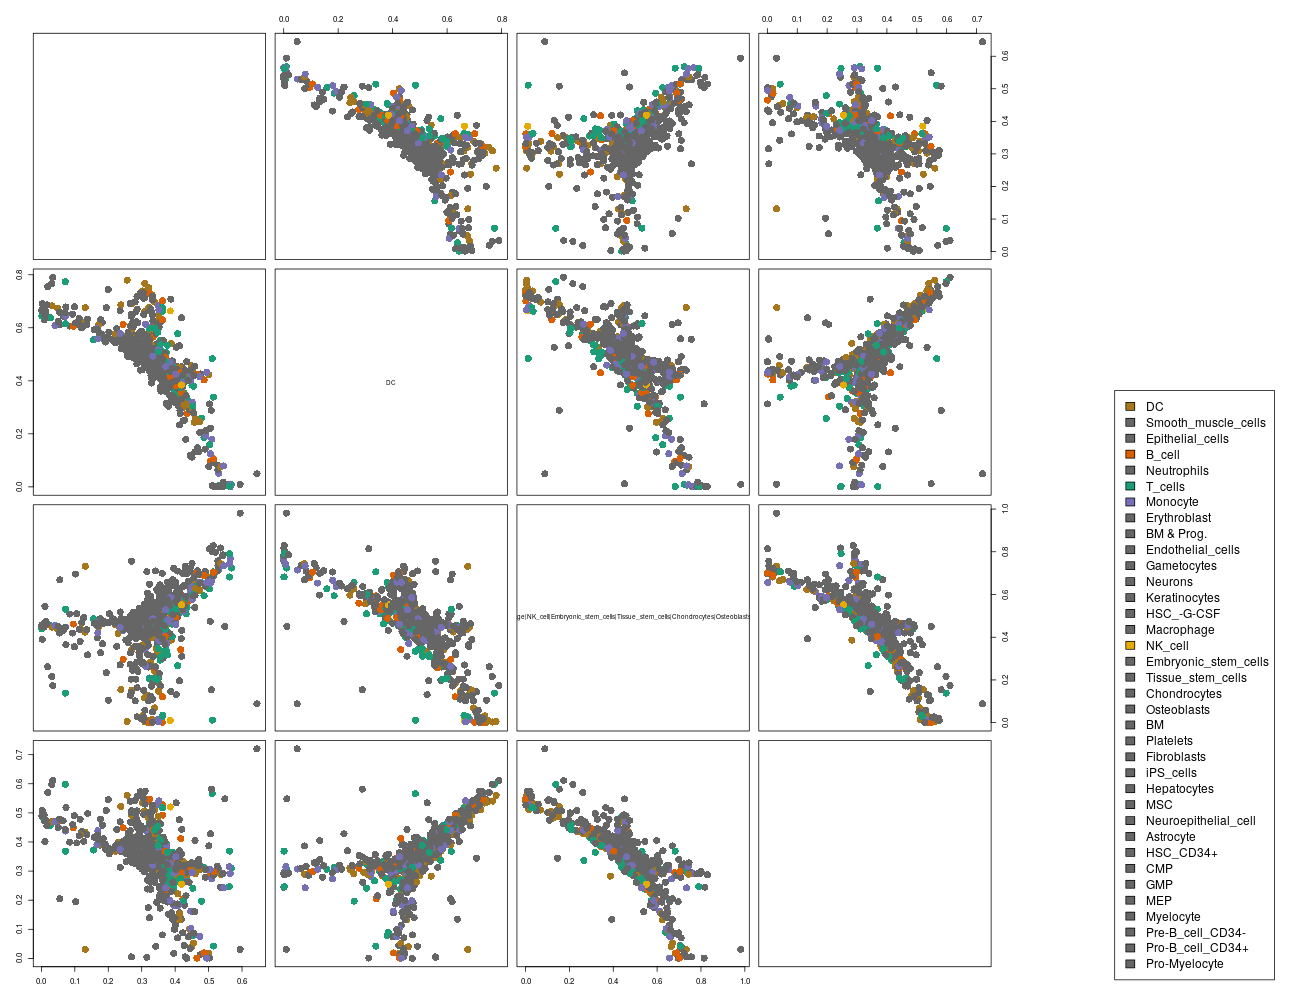 0.0 0.2 0.4 0.6 0.8
0.0 0.1 0.2 0.3 0.4 0.5 0.6 0.7
0.0 0.1 0.2 0.3 0.4 0.5 0.6
0.0 0.2 0.4 0.6 0.8
DC
ge|NK_cell|Embryonic_stem_cells|Tissue_stem_cells|Chondrocytes|Osteoblasts
0.0 0.2 0.4 0.6 0.8 1.0
0.0 0.1 0.2 0.3 0.4 0.5 0.6 0.7
0.0 0.1 0.2 0.3 0.4 0.5 0.6
0.0 0.2 0.4 0.6 0.8 1.0
DC
Smooth_muscle_cells
Epithelial_cells
B_cell
Neutrophils
T_cells
Monocyte
Erythroblast
BM & Prog.
Endothelial_cells
Gametocytes
Neurons
Keratinocytes
HSC_-G-CSF
Macrophage
NK_cell
Embryonic_stem_cells
Tissue_stem_cells
Chondrocytes
Osteoblasts
BM
Platelets
Fibroblasts
iPS_cells
Hepatocytes
MSC
Neuroepithelial_cell
Astrocyte
HSC_CD34+
CMP
GMP
MEP
Myelocyte
Pre-B_cell_CD34-
Pro-B_cell_CD34+
Pro-Myelocyte